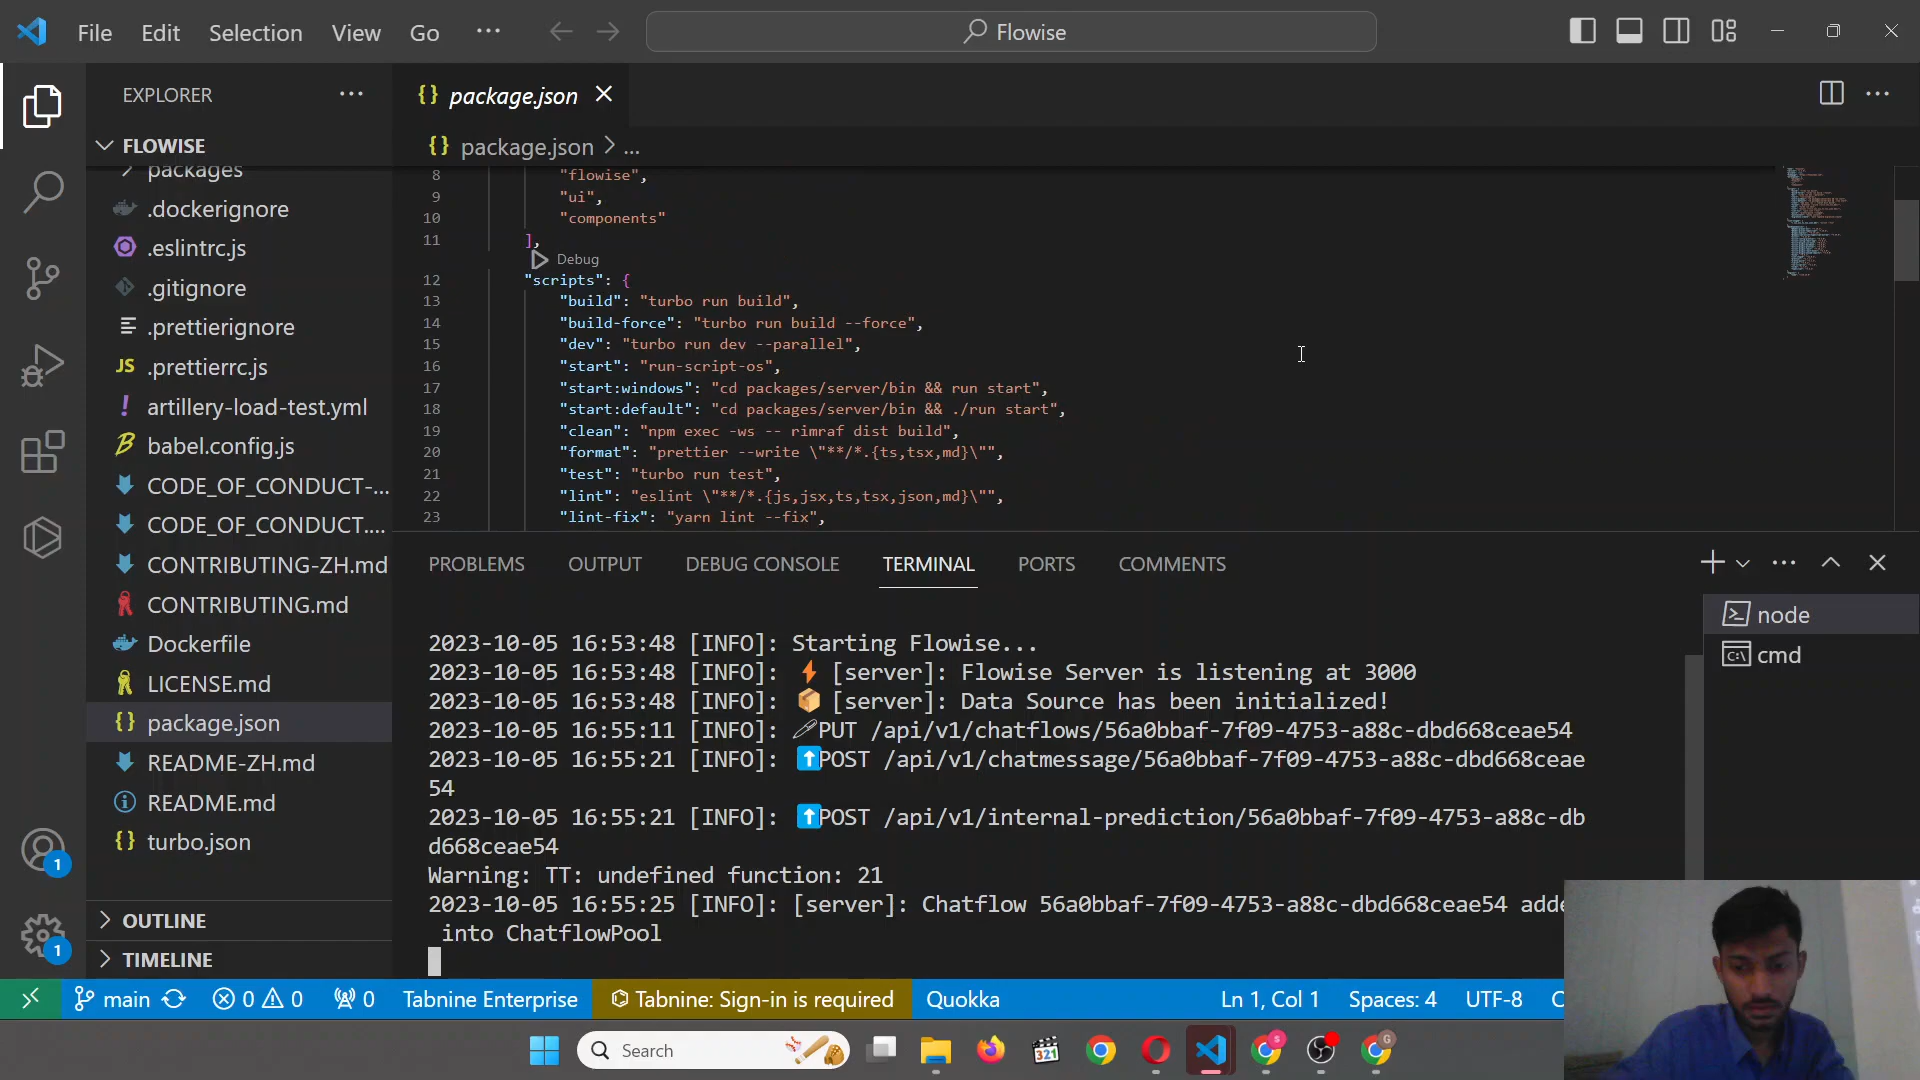 File Edit Selection View Go ··· Flowise
EXPLORER ···
FLOWISE
packages
.dockerignore
.eslintrc.js
.gitignore
.prettierignore
JS .prettierrc.js
! artillery-load-test.yml
babel.config.js
CODE_OF_CONDUCT-...
CODE_OF_CONDUCT....
CONTRIBUTING-ZH.md
CONTRIBUTING.md
Dockerfile
LICENSE.md
{} package.json
README-ZH.md
README.md
{} turbo.json
OUTLINE
TIMELINE
1
1
{} package.json
{} package.json > ...
8 "flowise",
9 "ui",
10 "components"
11 ],
Debug
12 "scripts": {
13 "build": "turbo run build",
14 "build-force": "turbo run build --force",
15 "dev": "turbo run dev --parallel",
16 "start": "run-script-os",
17 "start:windows": "cd packages/server/bin && run start",
18 "start:default": "cd packages/server/bin && ./run start",
19 "clean": "npm exec -ws -- rimraf dist build",
20 "format": "prettier --write \"**/*.{ts,tsx,md}\"",
21 "test": "turbo run test",
22 "lint": "eslint \"**/*.{js,jsx,ts,tsx,json,md}\"",
23 "lint-fix": "yarn lint --fix",
PROBLEMS OUTPUT DEBUG CONSOLE TERMINAL PORTS COMMENTS
node
cmd
2023-10-05 16:53:48 [INFO]: Starting Flowise...
2023-10-05 16:53:48 [INFO]: ⚡ [server]: Flowise Server is listening at 3000
2023-10-05 16:53:48 [INFO]: 📦 [server]: Data Source has been initialized!
2023-10-05 16:55:11 [INFO]: 🖊PUT /api/v1/chatflows/56a0bbaf-7f09-4753-a88c-dbd668ceae54
2023-10-05 16:55:21 [INFO]: ⬆️POST /api/v1/chatmessage/56a0bbaf-7f09-4753-a88c-dbd668ceae
54
2023-10-05 16:55:21 [INFO]: ⬆️POST /api/v1/internal-prediction/56a0bbaf-7f09-4753-a88c-db
d668ceae54
Warning: TT: undefined function: 21
2023-10-05 16:55:25 [INFO]: [server]: Chatflow 56a0bbaf-7f09-4753-a88c-dbd668ceae54 adde
into ChatflowPool
main 0 0 0 Tabnine Enterprise Tabnine: Sign-in is required Quokka Ln 1, Col 1 Spaces: 4 UTF-8 C
Search
321